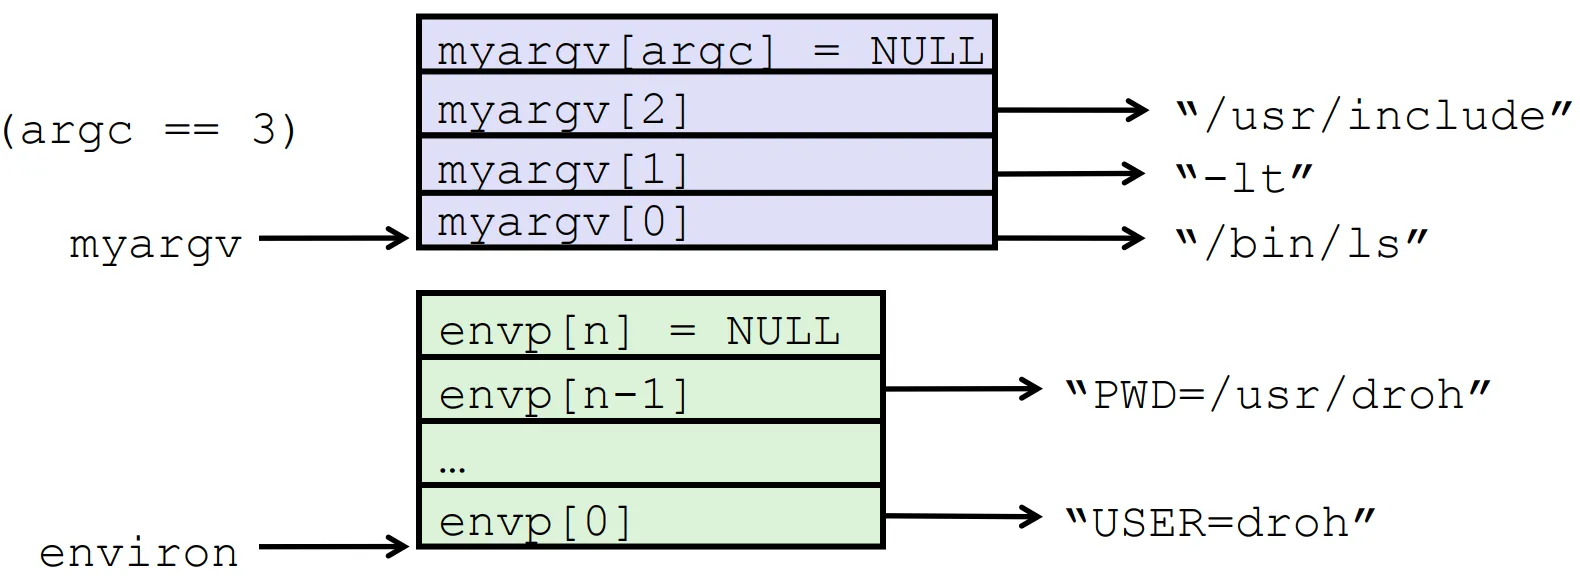 myargv[argc] = NULL
myargv[2]
“/usr/include”
(argc == 3)
myargv[1]
“-lt”
myargv[0]
myargv
“/bin/ls”
envp[n] = NULL
envp[n-1]
“PWD=/usr/droh”
…
envp[0]
“USER=droh”
environ